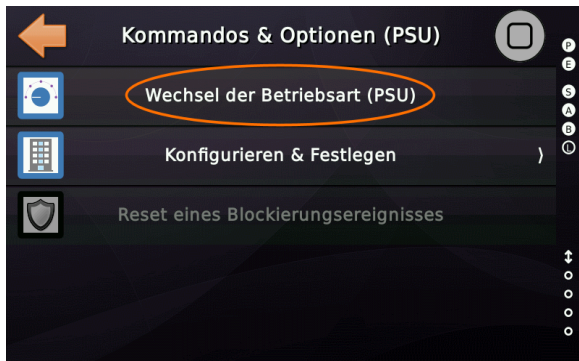 Kommandos & Optionen (PSU)
P
E
Wechsel der Betriebsart (PSU)
S
A
B
L
Konfigurieren & Festlegen
Reset eines Blockierungsereignisses